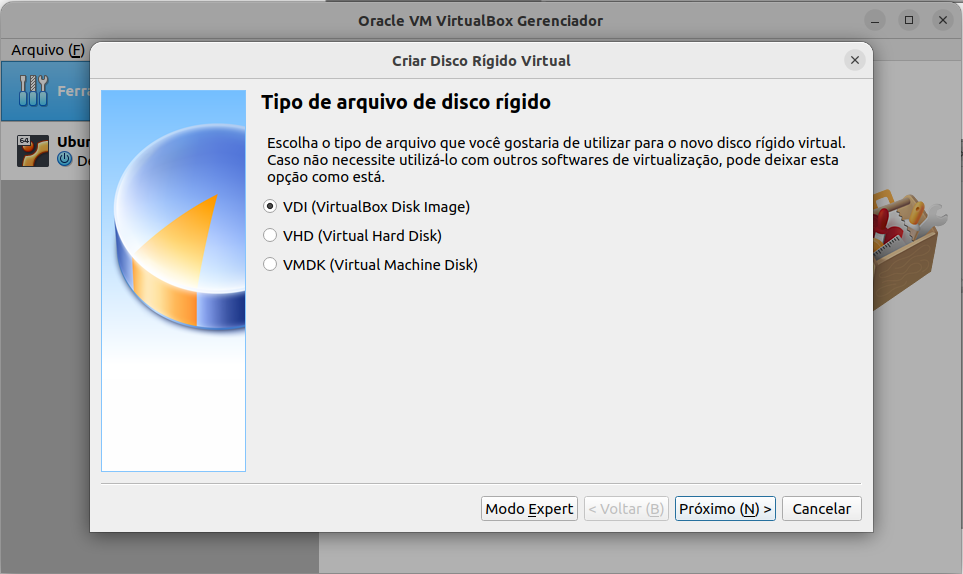 Oracle VM VirtualBox Gerenciador
Arquivo (F)
Criar Disco Rígido Virtual
Tipo de arquivo de disco rígido
Escolha o tipo de arquivo que você gostaria de utilizar para o novo disco rígido virtual.
Caso não necessite utilizá-lo com outros softwares de virtualização, pode deixar esta
opção como está.
VDI (VirtualBox Disk Image)
VHD (Virtual Hard Disk)
VMDK (Virtual Machine Disk)
64
Modo Expert
< Voltar (B)
Próximo (N) >
Cancelar